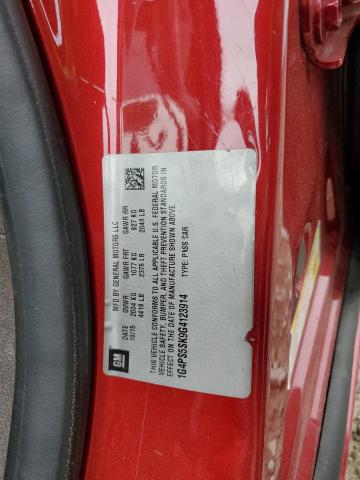 MFD BY GENERAL MOTORS LLC
DATE GVWR GAWR FRT GAWR RR
10/15 2004 KG 1077 KG 927 KG
4419 LB 2375 LB 2044 LB
THIS VEHICLE CONFORMS TO ALL APPLICABLE U.S. FEDERAL MOTOR
VEHICLE SAFETY, BUMPER, AND THEFT PREVENTION STANDARDS IN
EFFECT ON THE DATE OF MANUFACTURE SHOWN ABOVE.
1G4PS5SK9G4123914 TYPE: PASS CAR
GM